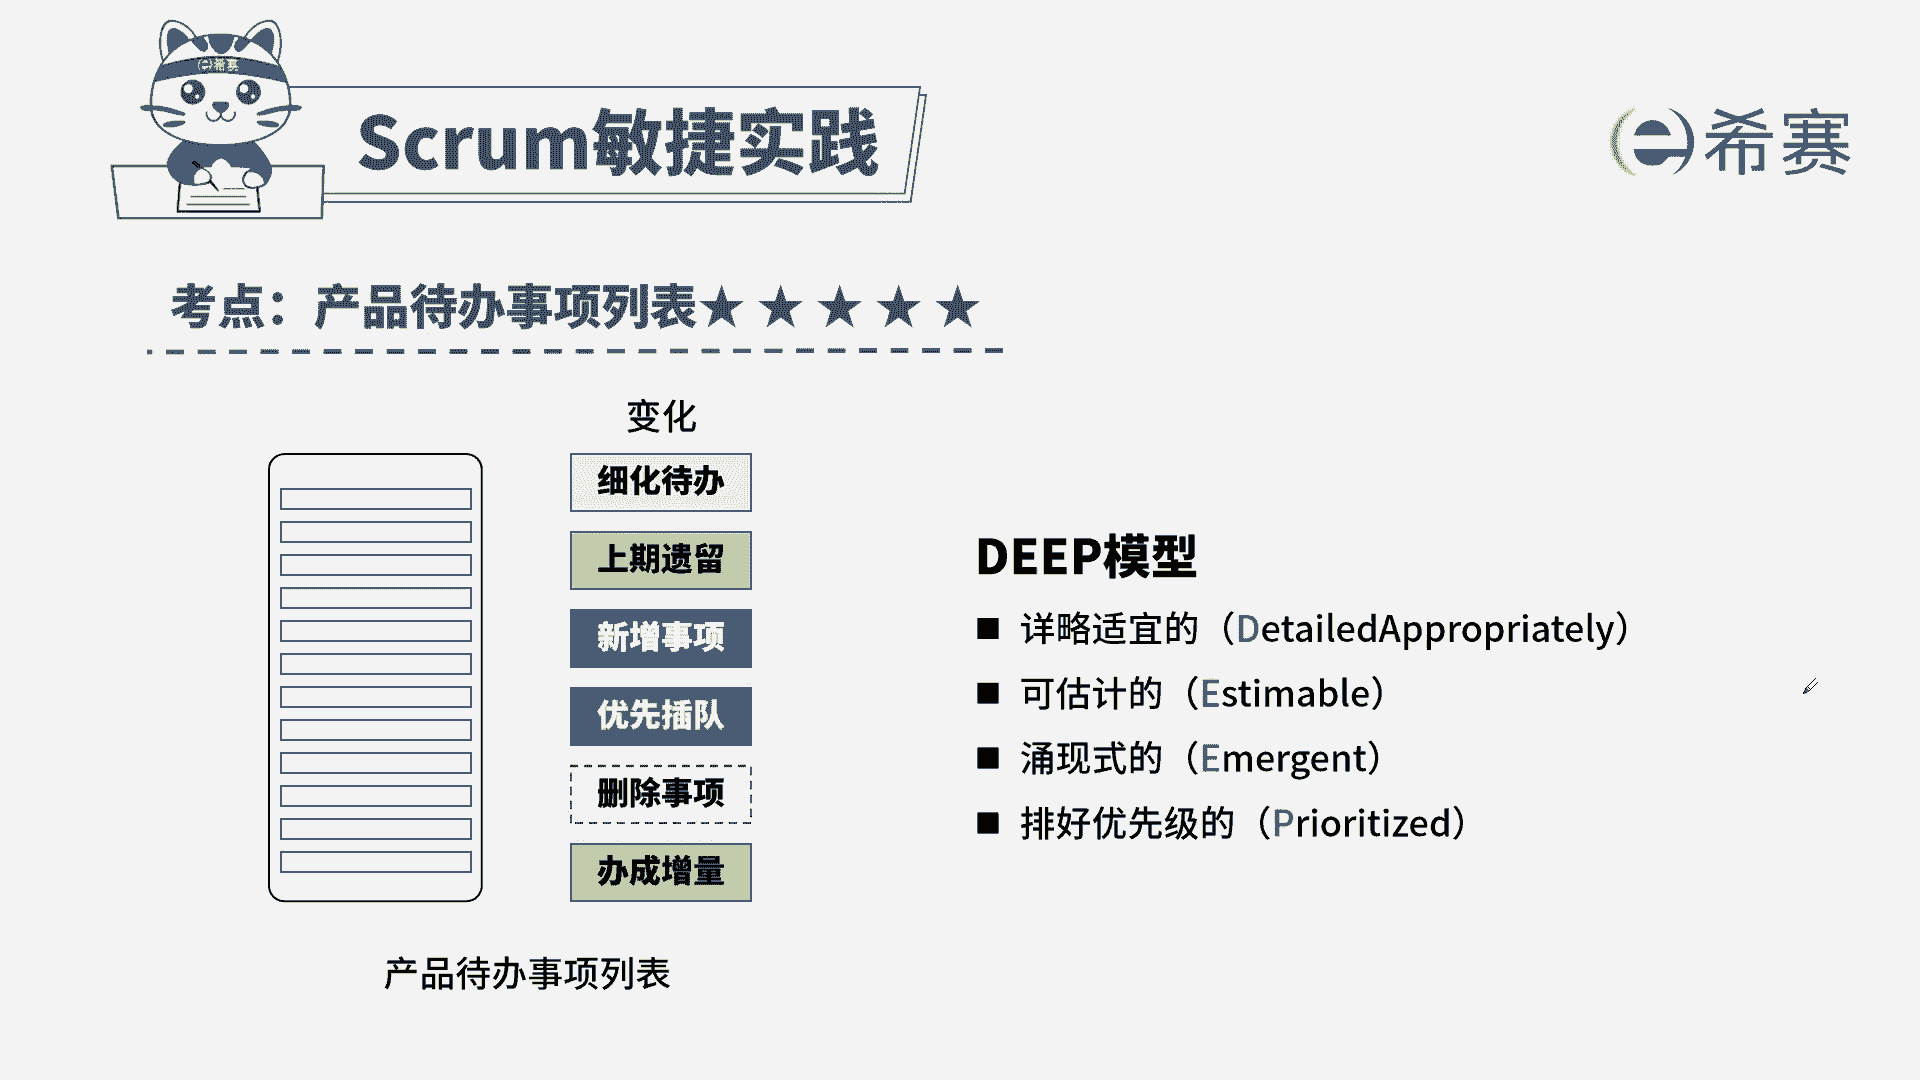 希赛
Scrum敏捷实践
希赛
考点：产品待办事项列表★★★★★
变化
细化待办
上期遗留
新增事项
优先插队
删除事项
办成增量
产品待办事项列表
DEEP模型
■ 详略适宜的（DetailedAppropriately）
■ 可估计的（Estimable）
■ 涌现式的（Emergent）
■ 排好优先级的（Prioritized）